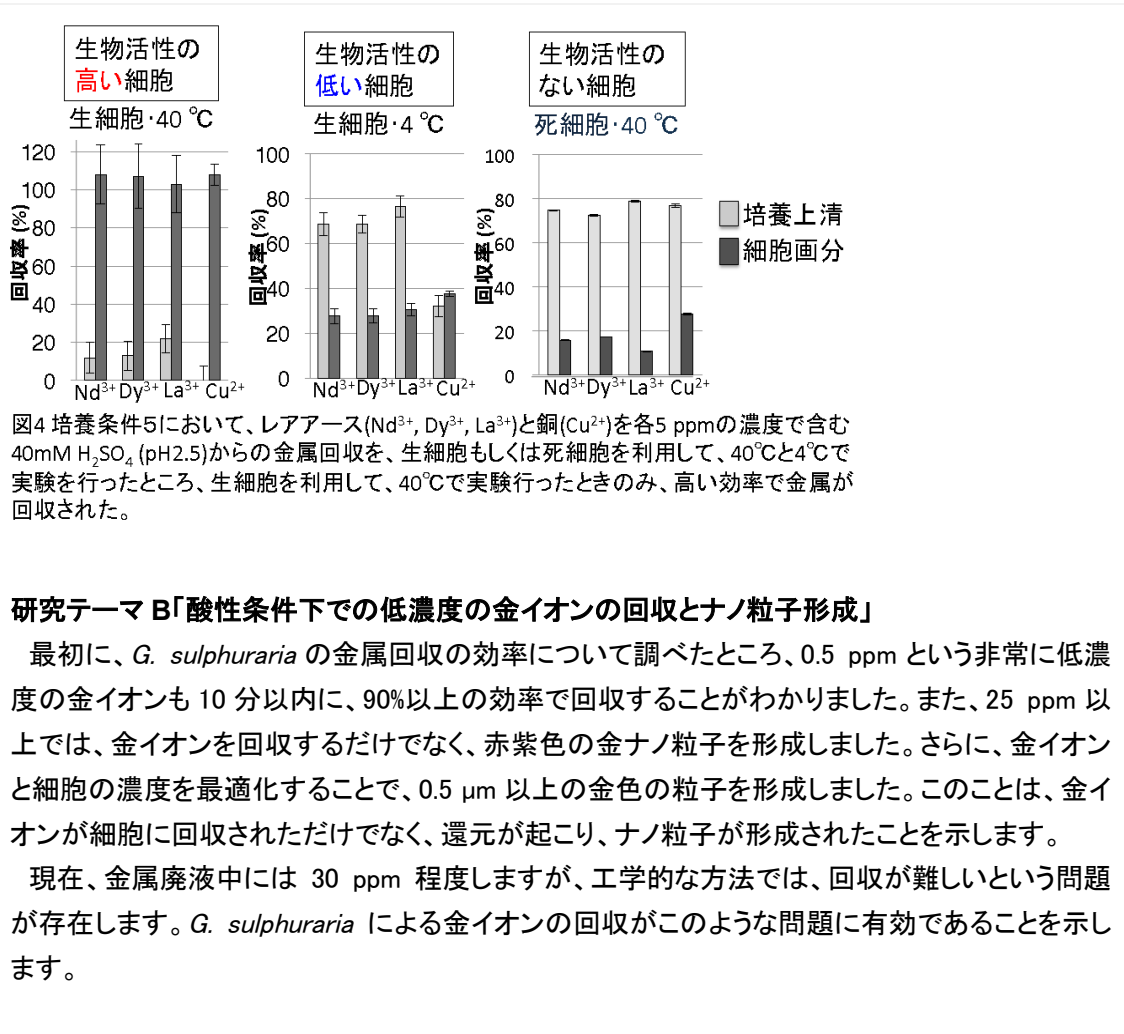 生物活性の
高い細胞
生細胞・40 ℃
生物活性の
低い細胞
生細胞・4 ℃
生物活性の
ない細胞
死細胞・40 ℃
回収率 (%)
120
100
80
60
40
20
0
Nd³⁺ Dy³⁺ La³⁺ Cu²⁺
回収率 (%)
100
80
60
40
20
0
Nd³⁺ Dy³⁺ La³⁺ Cu²⁺
回収率 (%)
100
80
60
40
20
0
Nd³⁺ Dy³⁺ La³⁺ Cu²⁺
培養上清
細胞画分
図4 培養条件5において、レアアース(Nd³⁺, Dy³⁺, La³⁺)と銅(Cu²⁺)を各5 ppmの濃度で含む
40mM H₂SO₄ (pH2.5)からの金属回収を、生細胞もしくは死細胞を利用して、40℃と4℃で
実験を行ったところ、生細胞を利用して、40℃で実験行ったときのみ、高い効率で金属が
回収された。
研究テーマ B「酸性条件下での低濃度の金イオンの回収とナノ粒子形成」
最初に、G. sulphuraria の金属回収の効率について調べたところ、0.5 ppm という非常に低濃
度の金イオンも 10 分以内に、90%以上の効率で回収することがわかりました。また、25 ppm 以
上では、金イオンを回収するだけでなく、赤紫色の金ナノ粒子を形成しました。さらに、金イオン
と細胞の濃度を最適化することで、0.5 μm 以上の金色の粒子を形成しました。このことは、金イ
オンが細胞に回収されただけでなく、還元が起こり、ナノ粒子が形成されたことを示します。
現在、金属廃液中には 30 ppm 程度しますが、工学的な方法では、回収が難しいという問題
が存在します。G. sulphuraria による金イオンの回収がこのような問題に有効であることを示し
ます。